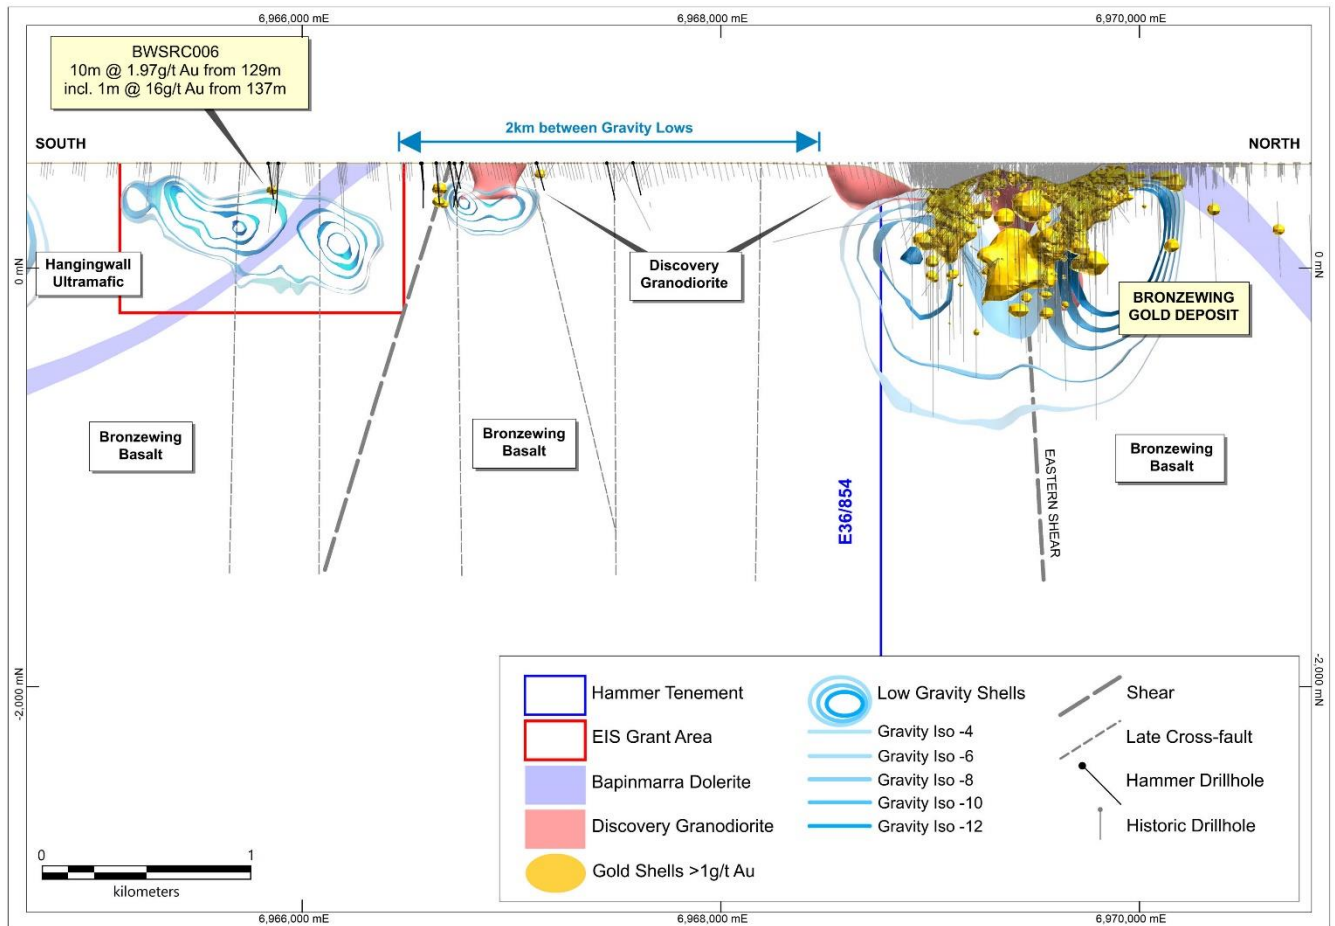 6,966,000 mE
6,968,000 mE
6,970,000 mE
BWSRC006
10m @ 1.97g/t Au from 129m
incl. 1m @ 16g/t Au from 137m
SOUTH
2km between Gravity Lows
NORTH
0 mN
Hangingwall
Ultramafic
Discovery
Granodiorite
0 mN
BRONZEWING
GOLD DEPOSIT
Bronzewing
Basalt
Bronzewing
Basalt
Bronzewing
Basalt
E36/854
EASTERN SHEAR
-2,000 mN
-2,000 mN
Hammer Tenement
EIS Grant Area
Bapinmarra Dolerite
Discovery Granodiorite
Gold Shells >1g/t Au
Low Gravity Shells
Gravity Iso -4
Gravity Iso -6
Gravity Iso -8
Gravity Iso -10
Gravity Iso -12
Shear
Late Cross-fault
Hammer Drillhole
Historic Drillhole
0 1
kilometers
6,966,000 mE
6,968,000 mE
6,970,000 mE